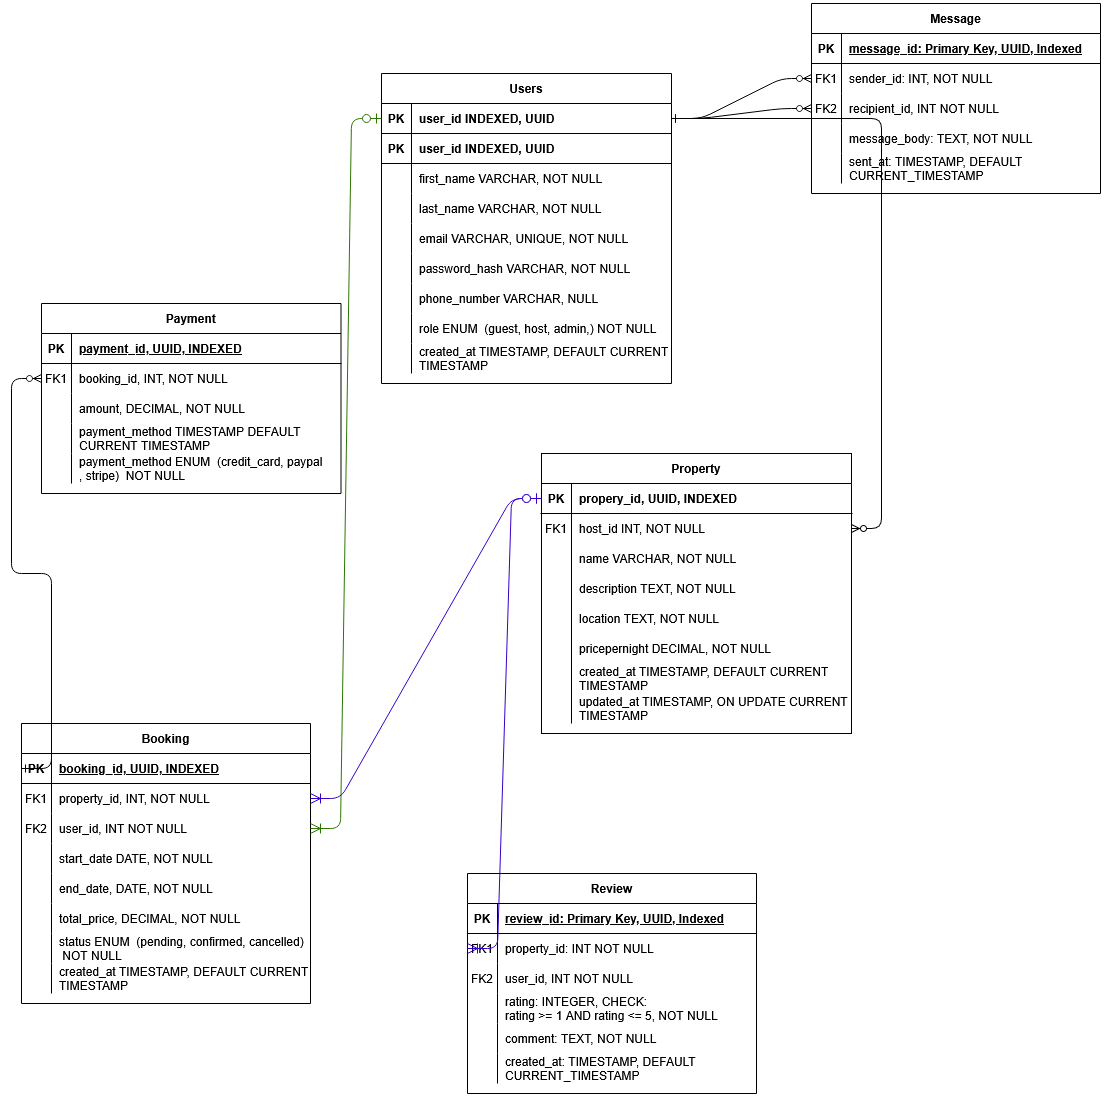 Message
PK message_id: Primary Key, UUID, Indexed
FK1 sender_id: INT, NOT NULL
FK2 recipient_id, INT NOT NULL
message_body: TEXT, NOT NULL
sent_at: TIMESTAMP, DEFAULT
CURRENT_TIMESTAMP
Users
PK user_id INDEXED, UUID
PK user_id INDEXED, UUID
first_name VARCHAR, NOT NULL
last_name VARCHAR, NOT NULL
email VARCHAR, UNIQUE, NOT NULL
password_hash VARCHAR, NOT NULL
phone_number VARCHAR, NULL
role ENUM (guest, host, admin,) NOT NULL
created_at TIMESTAMP, DEFAULT CURRENT
TIMESTAMP
Payment
PK payment_id, UUID, INDEXED
FK1 booking_id, INT, NOT NULL
amount, DECIMAL, NOT NULL
payment_method TIMESTAMP DEFAULT
CURRENT TIMESTAMP
payment_method ENUM (credit_card, paypal
, stripe) NOT NULL
Property
PK propery_id, UUID, INDEXED
FK1 host_id INT, NOT NULL
name VARCHAR, NOT NULL
description TEXT, NOT NULL
location TEXT, NOT NULL
pricepernight DECIMAL, NOT NULL
created_at TIMESTAMP, DEFAULT CURRENT
TIMESTAMP
updated_at TIMESTAMP, ON UPDATE CURRENT
TIMESTAMP
Booking
PK booking_id, UUID, INDEXED
FK1 property_id, INT, NOT NULL
FK2 user_id, INT NOT NULL
start_date DATE, NOT NULL
end_date, DATE, NOT NULL
total_price, DECIMAL, NOT NULL
status ENUM (pending, confirmed, cancelled)
NOT NULL
created_at TIMESTAMP, DEFAULT CURRENT
TIMESTAMP
Review
PK review_id: Primary Key, UUID, Indexed
FK1 property_id: INT NOT NULL
FK2 user_id, INT NOT NULL
rating: INTEGER, CHECK:
rating >= 1 AND rating <= 5, NOT NULL
comment: TEXT, NOT NULL
created_at: TIMESTAMP, DEFAULT
CURRENT_TIMESTAMP